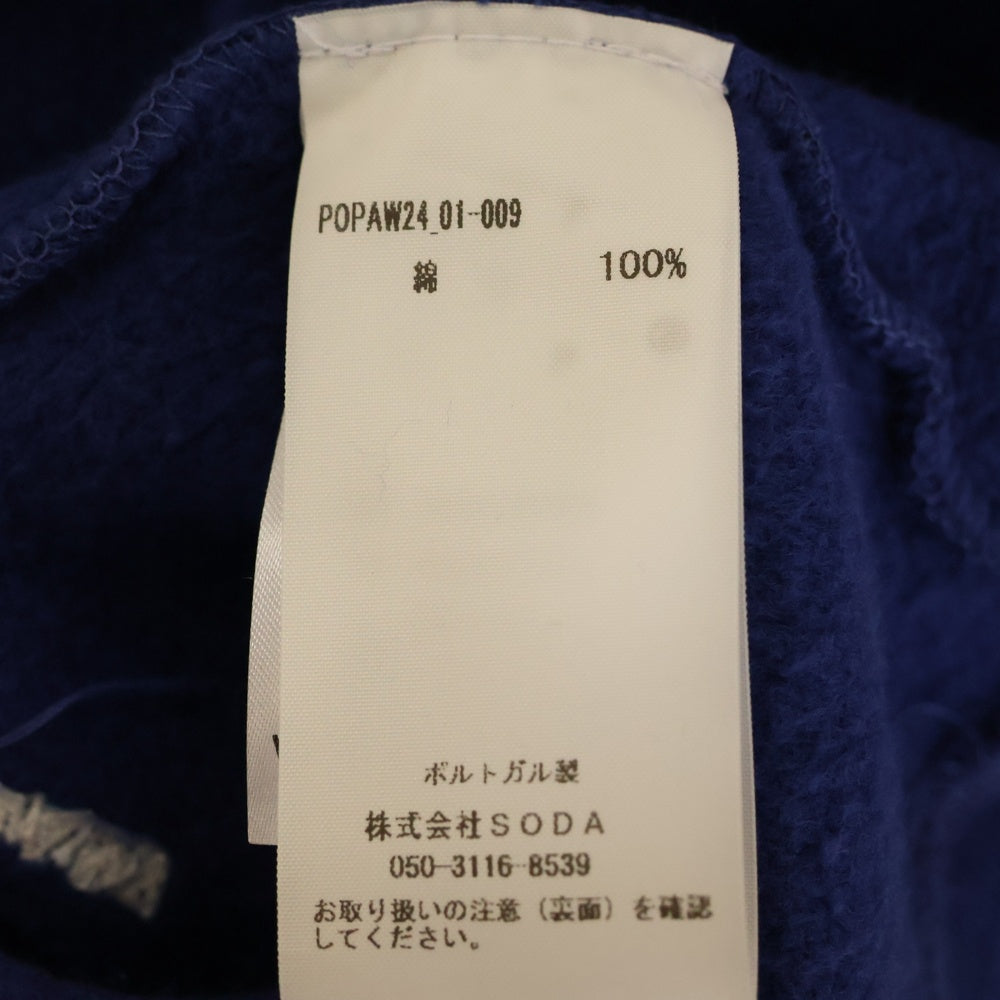 POPAW24_01-009
綿 100%
ポルトガル製
株式会社SODA
050-3116-8539
お取り扱いの注意（裏面）を確認
してください。